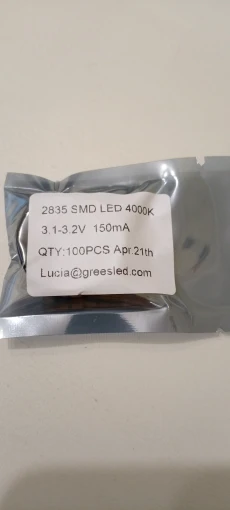 2835 SMD LED 4000K
3.1-3.2V 150mA
QTY:100PCS Apr.21th
Lucia@greesled.com